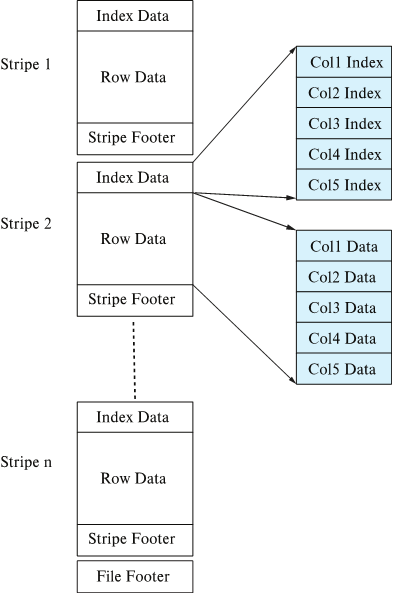 Stripe 1
Index Data
Row Data
Stripe Footer
Stripe 2
Index Data
Row Data
Stripe Footer
Col1 Index
Col2 Index
Col3 Index
Col4 Index
Col5 Index
Col1 Data
Col2 Data
Col3 Data
Col4 Data
Col5 Data
Stripe n
Index Data
Row Data
Stripe Footer
File Footer